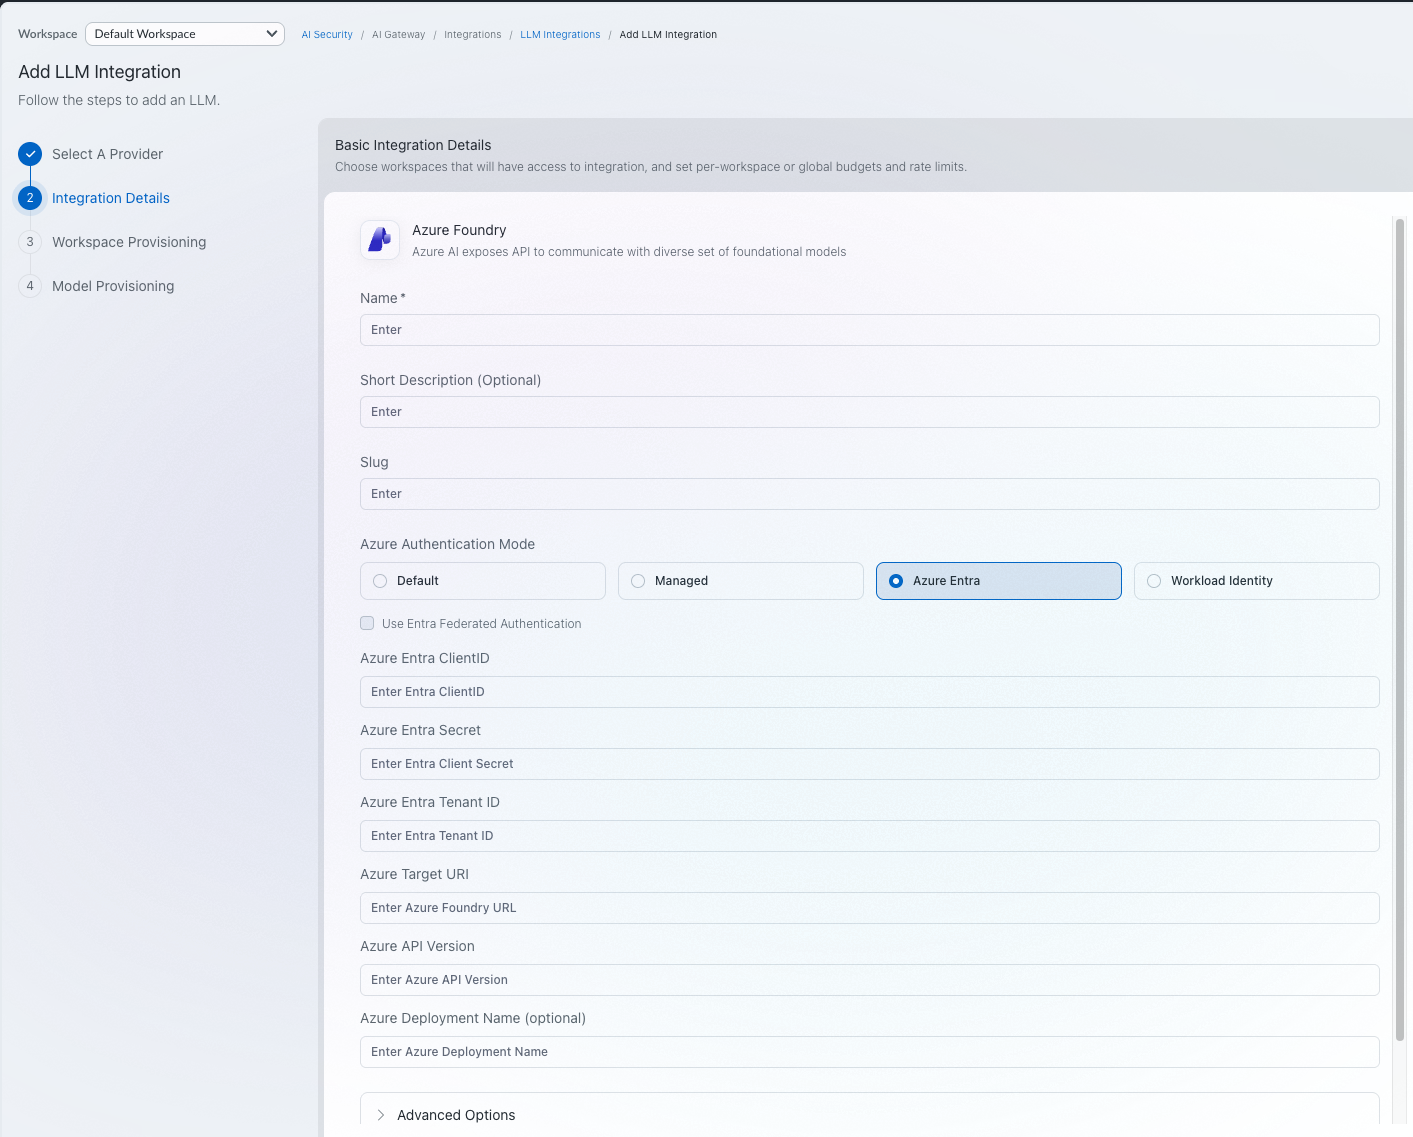 Workspace Default Workspace AI Security / AI Gateway / Integrations / LLM Integrations / Add LLM Integration
Add LLM Integration
Follow the steps to add an LLM.
Select A Provider
2 Integration Details
3 Workspace Provisioning
4 Model Provisioning
Basic Integration Details
Choose workspaces that will have access to integration, and set per-workspace or global budgets and rate limits.
Azure Foundry
Azure AI exposes API to communicate with diverse set of foundational models
Name *
Enter
Short Description (Optional)
Enter
Slug
Enter
Azure Authentication Mode
Default Managed Azure Entra Workload Identity
Use Entra Federated Authentication
Azure Entra ClientID
Enter Entra ClientID
Azure Entra Secret
Enter Entra Client Secret
Azure Entra Tenant ID
Enter Entra Tenant ID
Azure Target URI
Enter Azure Foundry URL
Azure API Version
Enter Azure API Version
Azure Deployment Name (optional)
Enter Azure Deployment Name
Advanced Options